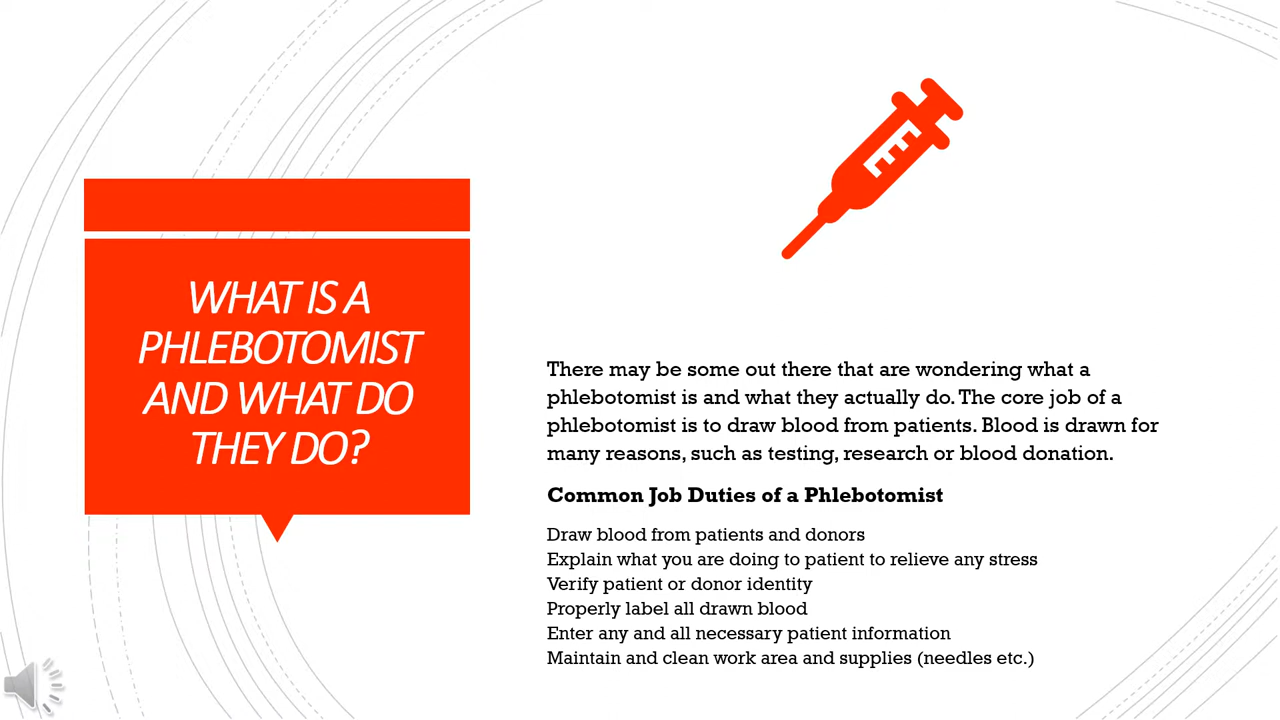 WHAT IS A
PHLEBOTOMIST
AND WHAT DO
THEY DO?
There may be some out there that are wondering what a
phlebotomist is and what they actually do. The core job of a
phlebotomist is to draw blood from patients. Blood is drawn for
many reasons, such as testing, research or blood donation.
Common Job Duties of a Phlebotomist
Draw blood from patients and donors
Explain what you are doing to patient to relieve any stress
Verify patient or donor identity
Properly label all drawn blood
Enter any and all necessary patient information
Maintain and clean work area and supplies (needles etc.)